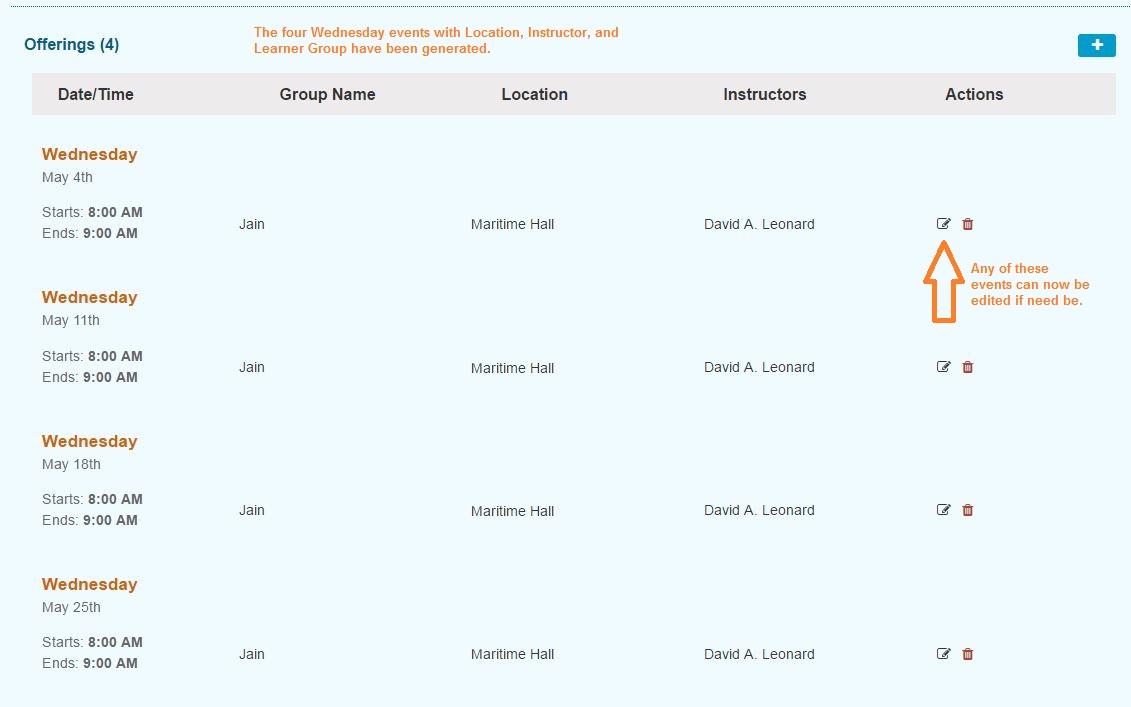 Offerings (4)
The four Wednesday events with Location, Instructor, and
Learner Group have been generated.
+
Date/Time Group Name Location Instructors Actions
Wednesday
May 4th
Starts: 8:00 AM
Ends: 9:00 AM
Jain Maritime Hall David A. Leonard
Any of these
events can now be
edited if need be.
Wednesday
May 11th
Starts: 8:00 AM
Ends: 9:00 AM
Jain Maritime Hall David A. Leonard
Wednesday
May 18th
Starts: 8:00 AM
Ends: 9:00 AM
Jain Maritime Hall David A. Leonard
Wednesday
May 25th
Starts: 8:00 AM
Ends: 9:00 AM
Jain Maritime Hall David A. Leonard